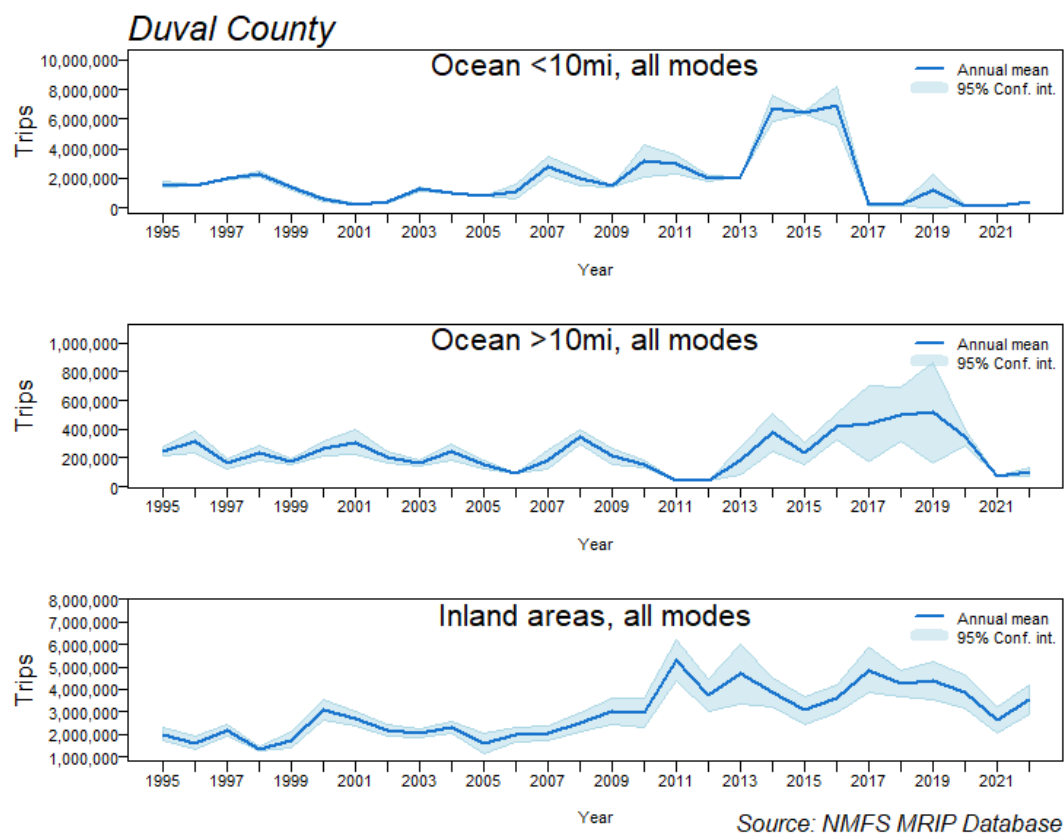 Duval County
Ocean <10mi, all modes
Annual mean
95% Conf. int.
Trips
10,000,000
8,000,000
6,000,000
4,000,000
2,000,000
0
1995 1997 1999 2001 2003 2005 2007 2009 2011 2013 2015 2017 2019 2021
Year
Ocean >10mi, all modes
Annual mean
95% Conf. int.
Trips
1,000,000
800,000
600,000
400,000
200,000
0
1995 1997 1999 2001 2003 2005 2007 2009 2011 2013 2015 2017 2019 2021
Year
Inland areas, all modes
Annual mean
95% Conf. int.
Trips
8,000,000
7,000,000
6,000,000
5,000,000
4,000,000
3,000,000
2,000,000
1,000,000
1995 1997 1999 2001 2003 2005 2007 2009 2011 2013 2015 2017 2019 2021
Year
Source: NMFS MRIP Database